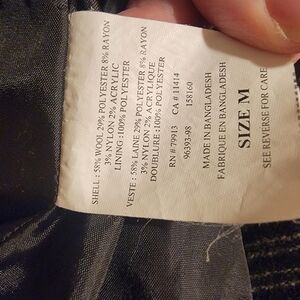 SHELL : 58% WOOL 29% POLYESTER 8% RAYON
3% NYLON 2% ACRYLIC
LINING :100% POLYESTER
VESTE : 58% LAINE 29% POLYESTER 8% RAYON
3% NYLON 2% ACRYLIQUE
DOUBLURE :100% POLYESTER
RN # 79913 CA # 11414
96393-98 158160
MADE IN BANGLADESH
FABRIQUE EN BANGLADESH
SIZE M
SEE REVERSE FOR CARE